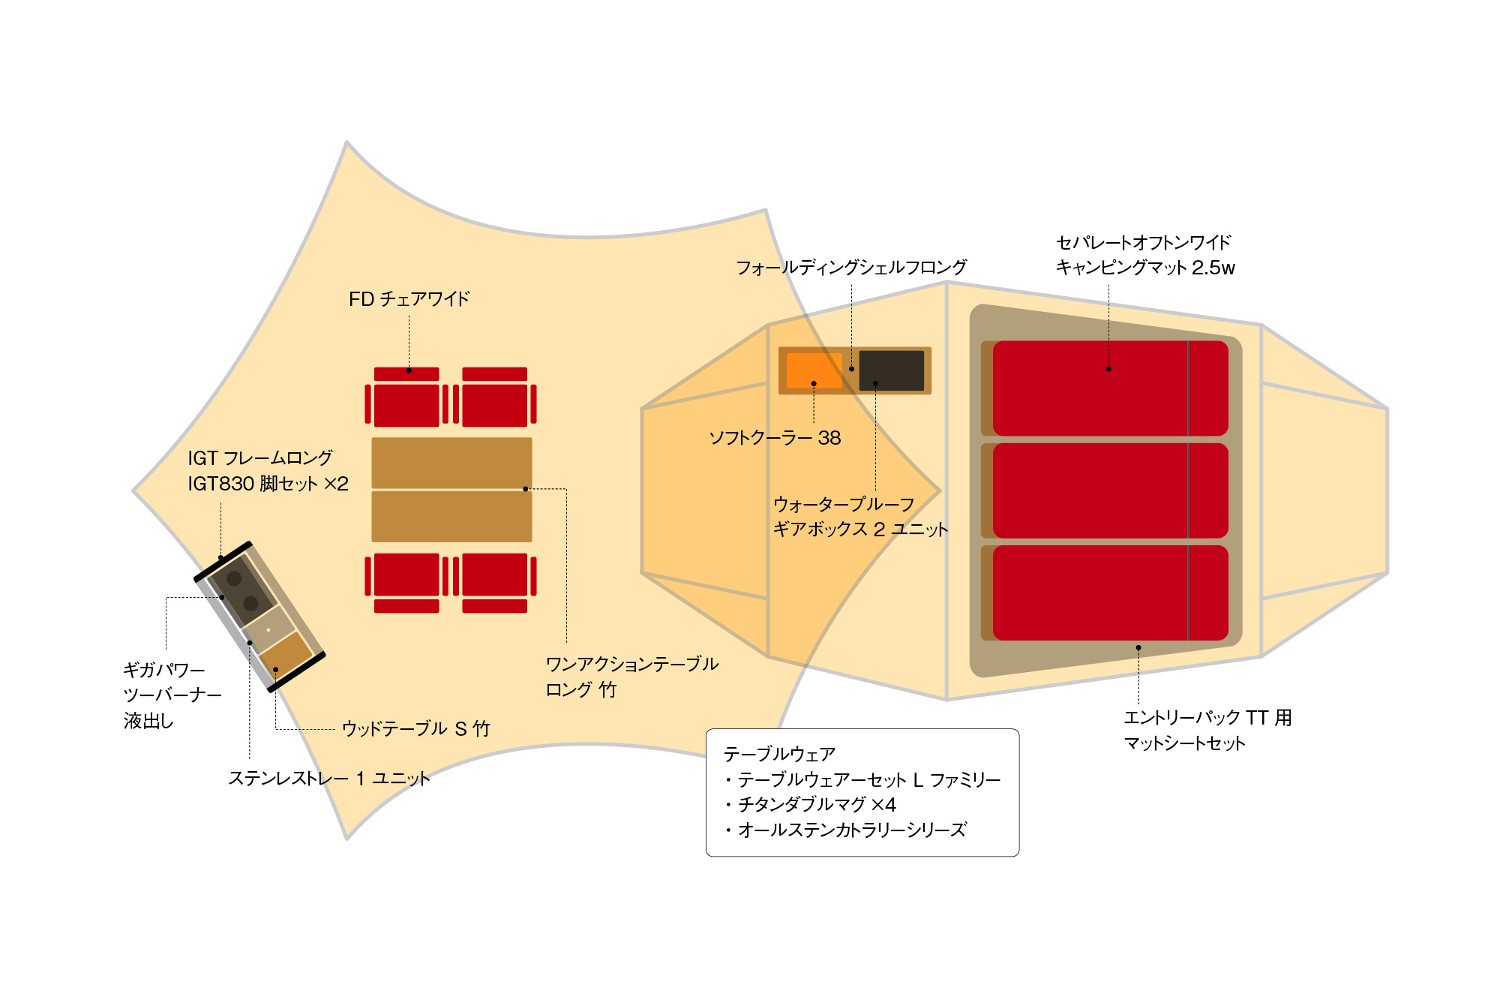 フォールディングシェルフロング
セパレートオフトンワイド
キャンピングマット 2.5w
FD チェアワイド
ソフトクーラー 38
IGT フレームロング
IGT830 脚セット ×2
ウォータープルーフ
ギアボックス 2 ユニット
ギガパワー
ツーバーナー
液出し
ワンアクションテーブル
ロング 竹
ウッドテーブル S 竹
ステンレストレー 1 ユニット
エントリーパック TT 用
マットシートセット
テーブルウェア
・テーブルウェアーセット L ファミリー
・チタンダブルマグ ×4
・オールステンカトラリーシリーズ